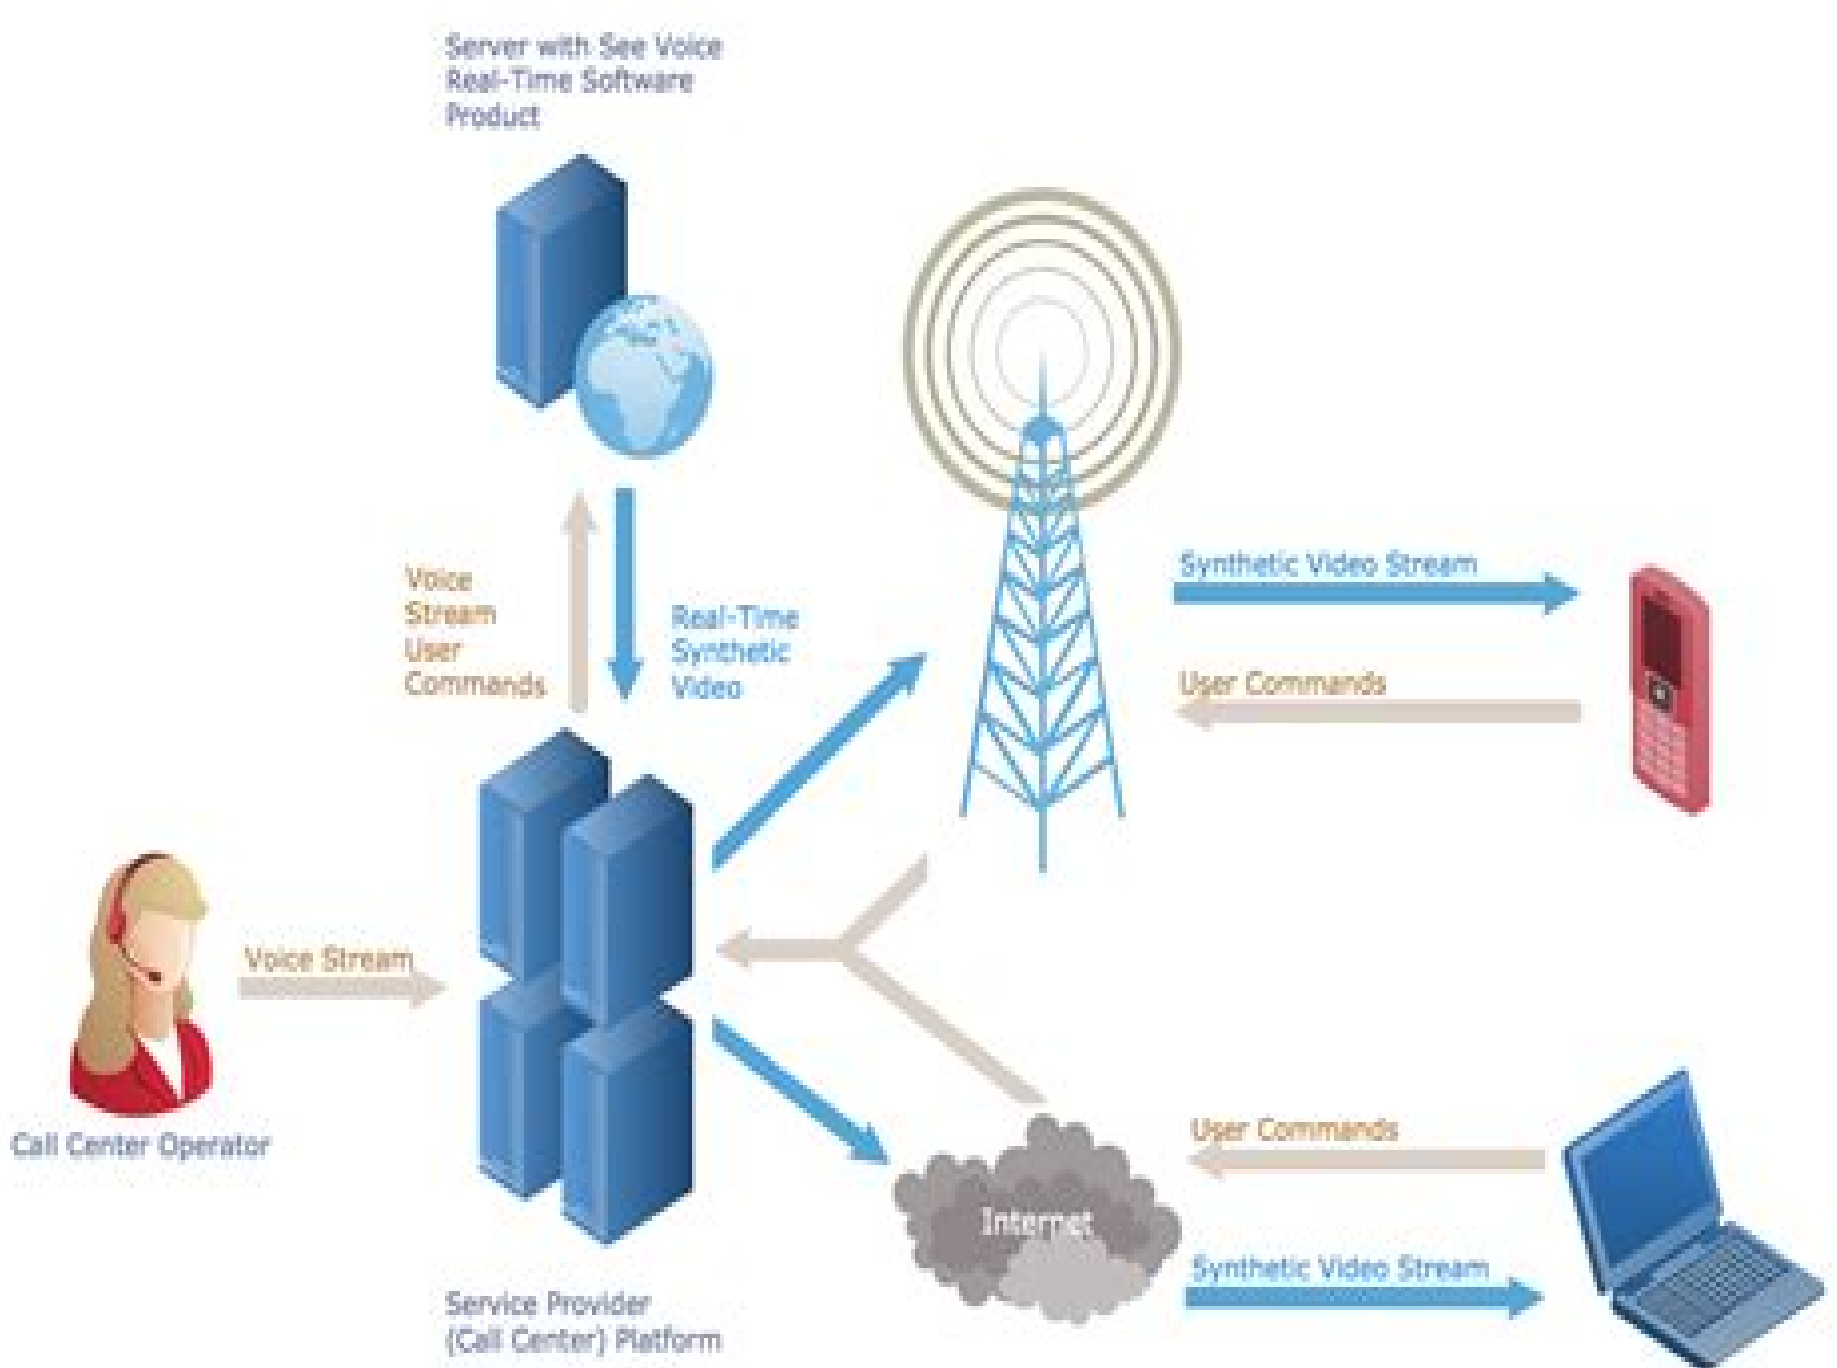 Server with See Voice
Real-Time Software
Product
Voice
Stream
User
Commands
Real-Time
Synthetic
Video
Synthetic Video Stream
User Commands
Voice Stream
Call Center Operator
User Commands
Internet
Synthetic Video Stream
Service Provider
(Call Center) Platform